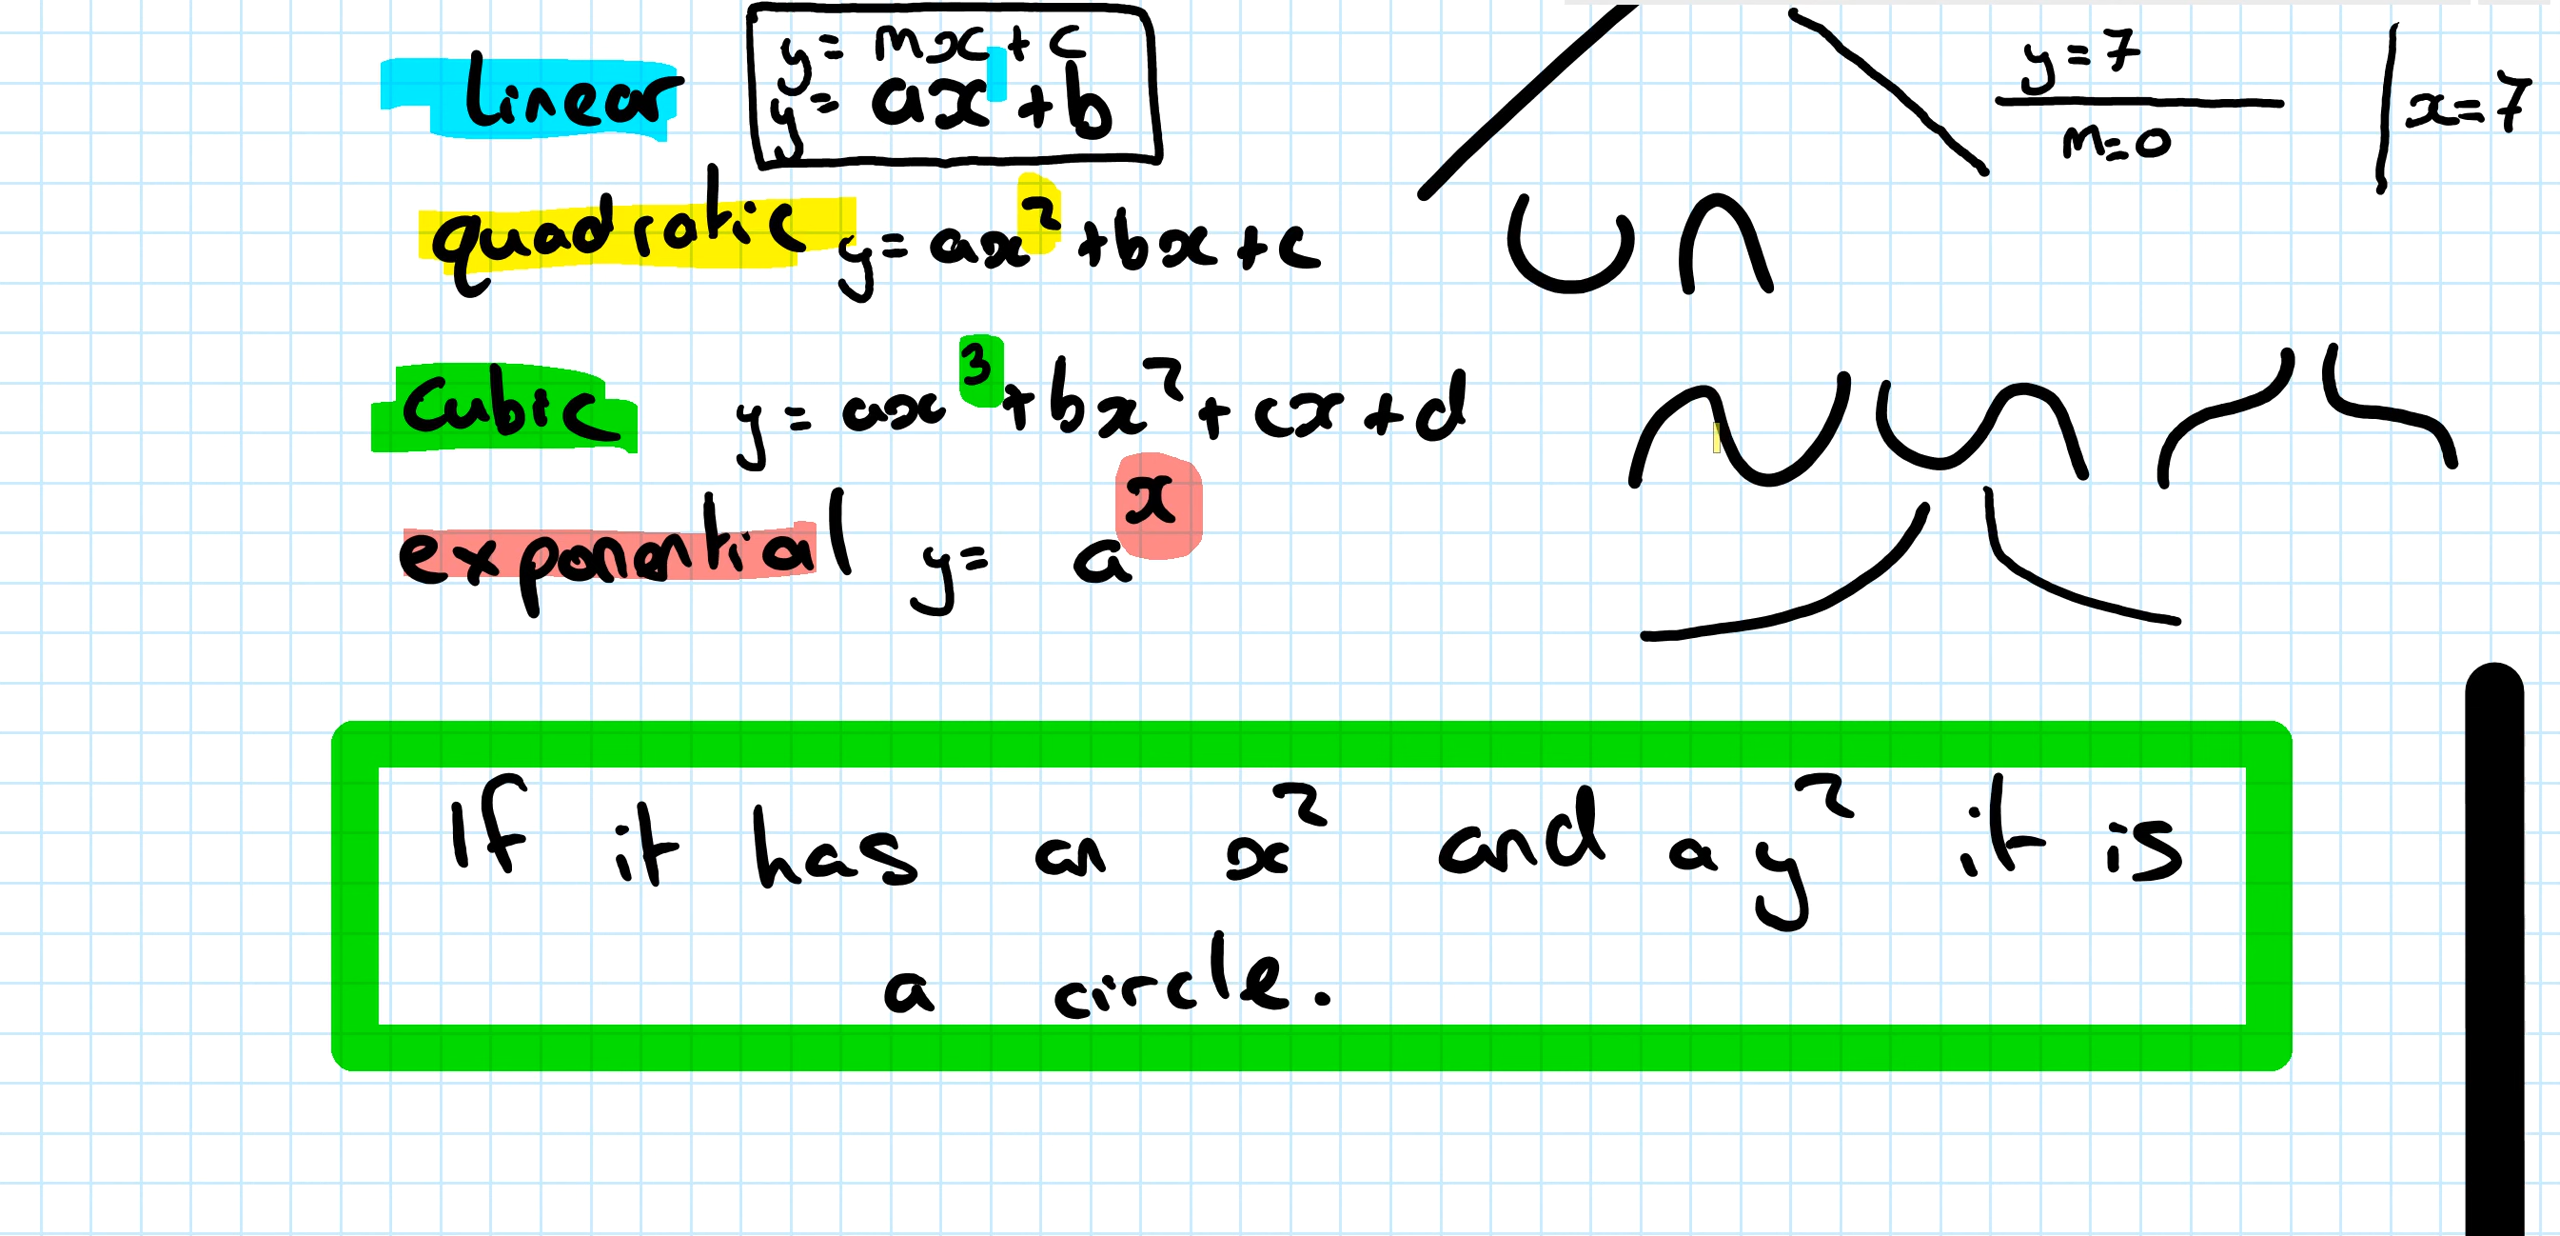 linear y = mx + c y = 7 x = 7
y = ax + b m = 0
quadratic y = ax² + bx + c
cubic y = ax³ + bx² + cx + d
exponential y = aˣ
If it has an x² and a y² it is
a circle.